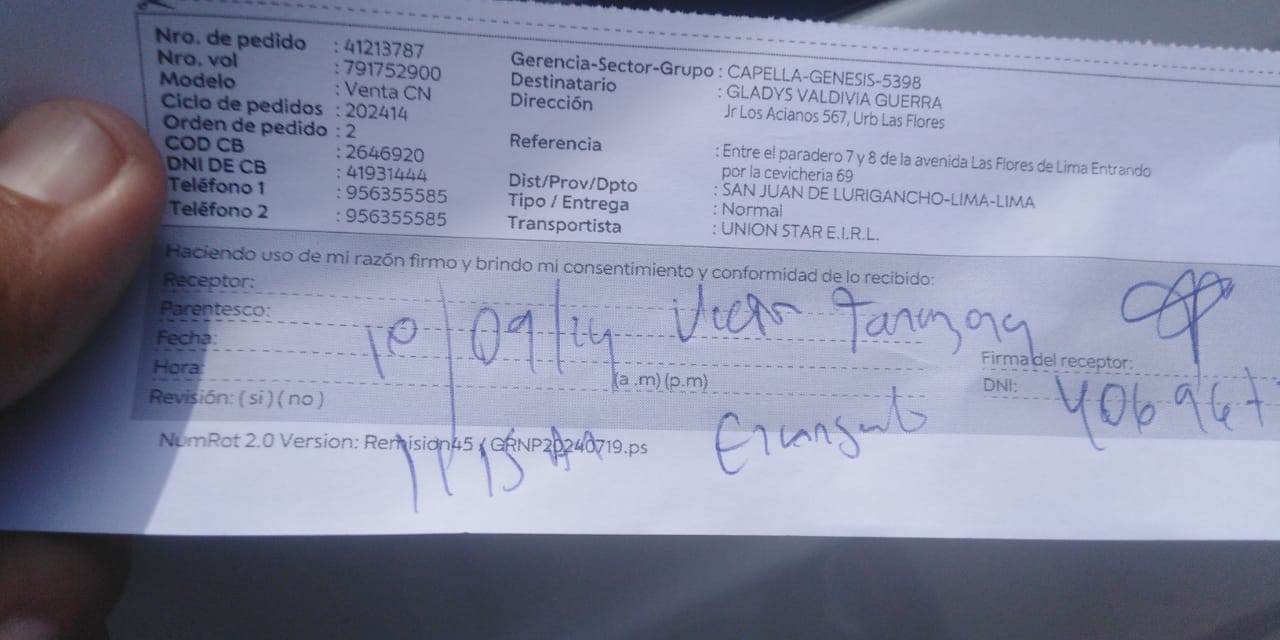 Nro. de pedido : 41213787
Nro. vol : 791752900
Modelo : Venta CN
Ciclo de pedidos : 202414
Orden de pedido : 2
COD CB : 2646920
DNI DE CB : 41931444
Teléfono 1 : 956355585
Teléfono 2 : 956355585
Gerencia-Sector-Grupo : CAPELLA-GENESIS-5398
Destinatario : GLADYS VALDIVIA GUERRA
Dirección Jr Los Acianos 567, Urb Las Flores
Referencia : Entre el paradero 7 y 8 de la avenida Las Flores de Lima Entrando
por la cevicheria 69
Dist/Prov/Dpto : SAN JUAN DE LURIGANCHO-LIMA-LIMA
Tipo / Entrega : Normal
Transportista : UNION STAR E.I.R.L.
Haciendo uso de mi razón firmo y brindo mi consentimiento y conformidad de lo recibido:
Receptor:
Parentesco:
Fecha: 10/09/24 Victor
Hora: (a .m) (p.m)
Revisión: ( si ) ( no )
Firma del receptor:
DNI: 406967
NumRot 2.0 Version: Remision45 / GRNP20240719.ps